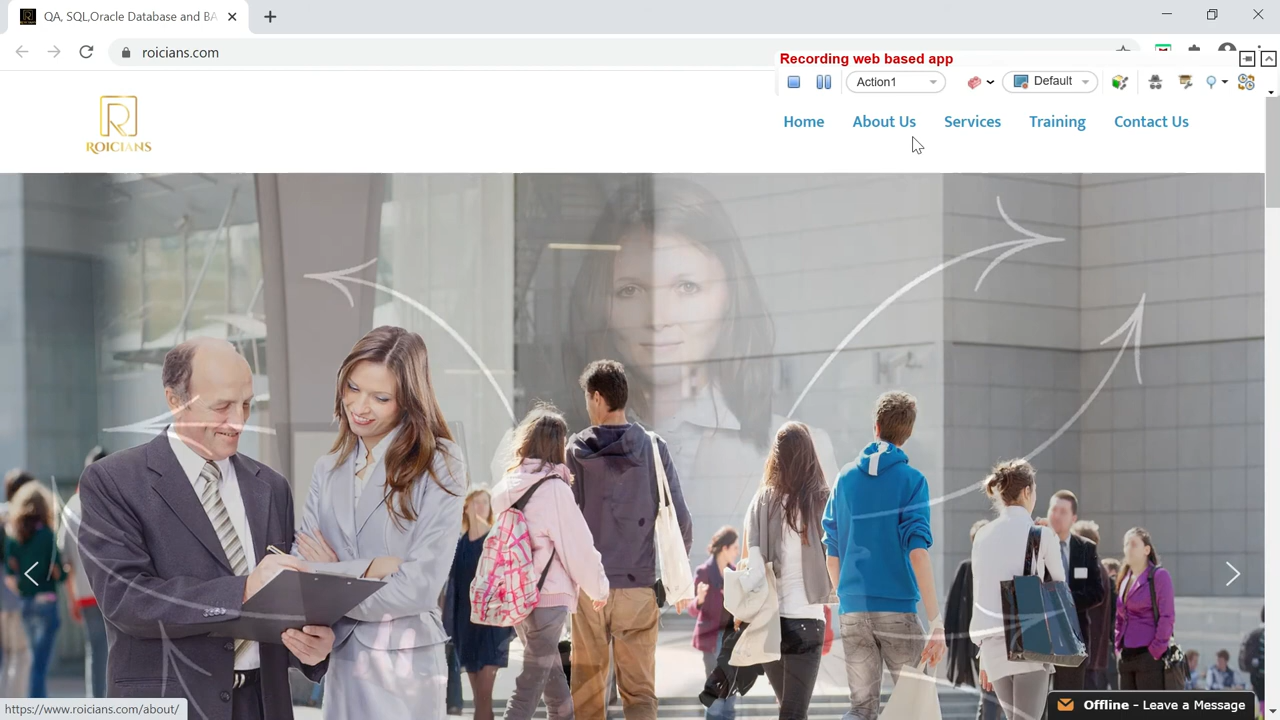 QA, SQL,Oracle Database and BA
roicians.com
Recording web based app
Action1
Default
ROICIANS
Home
About Us
Services
Training
Contact Us
https://www.roicians.com/about/
Offline - Leave a Message